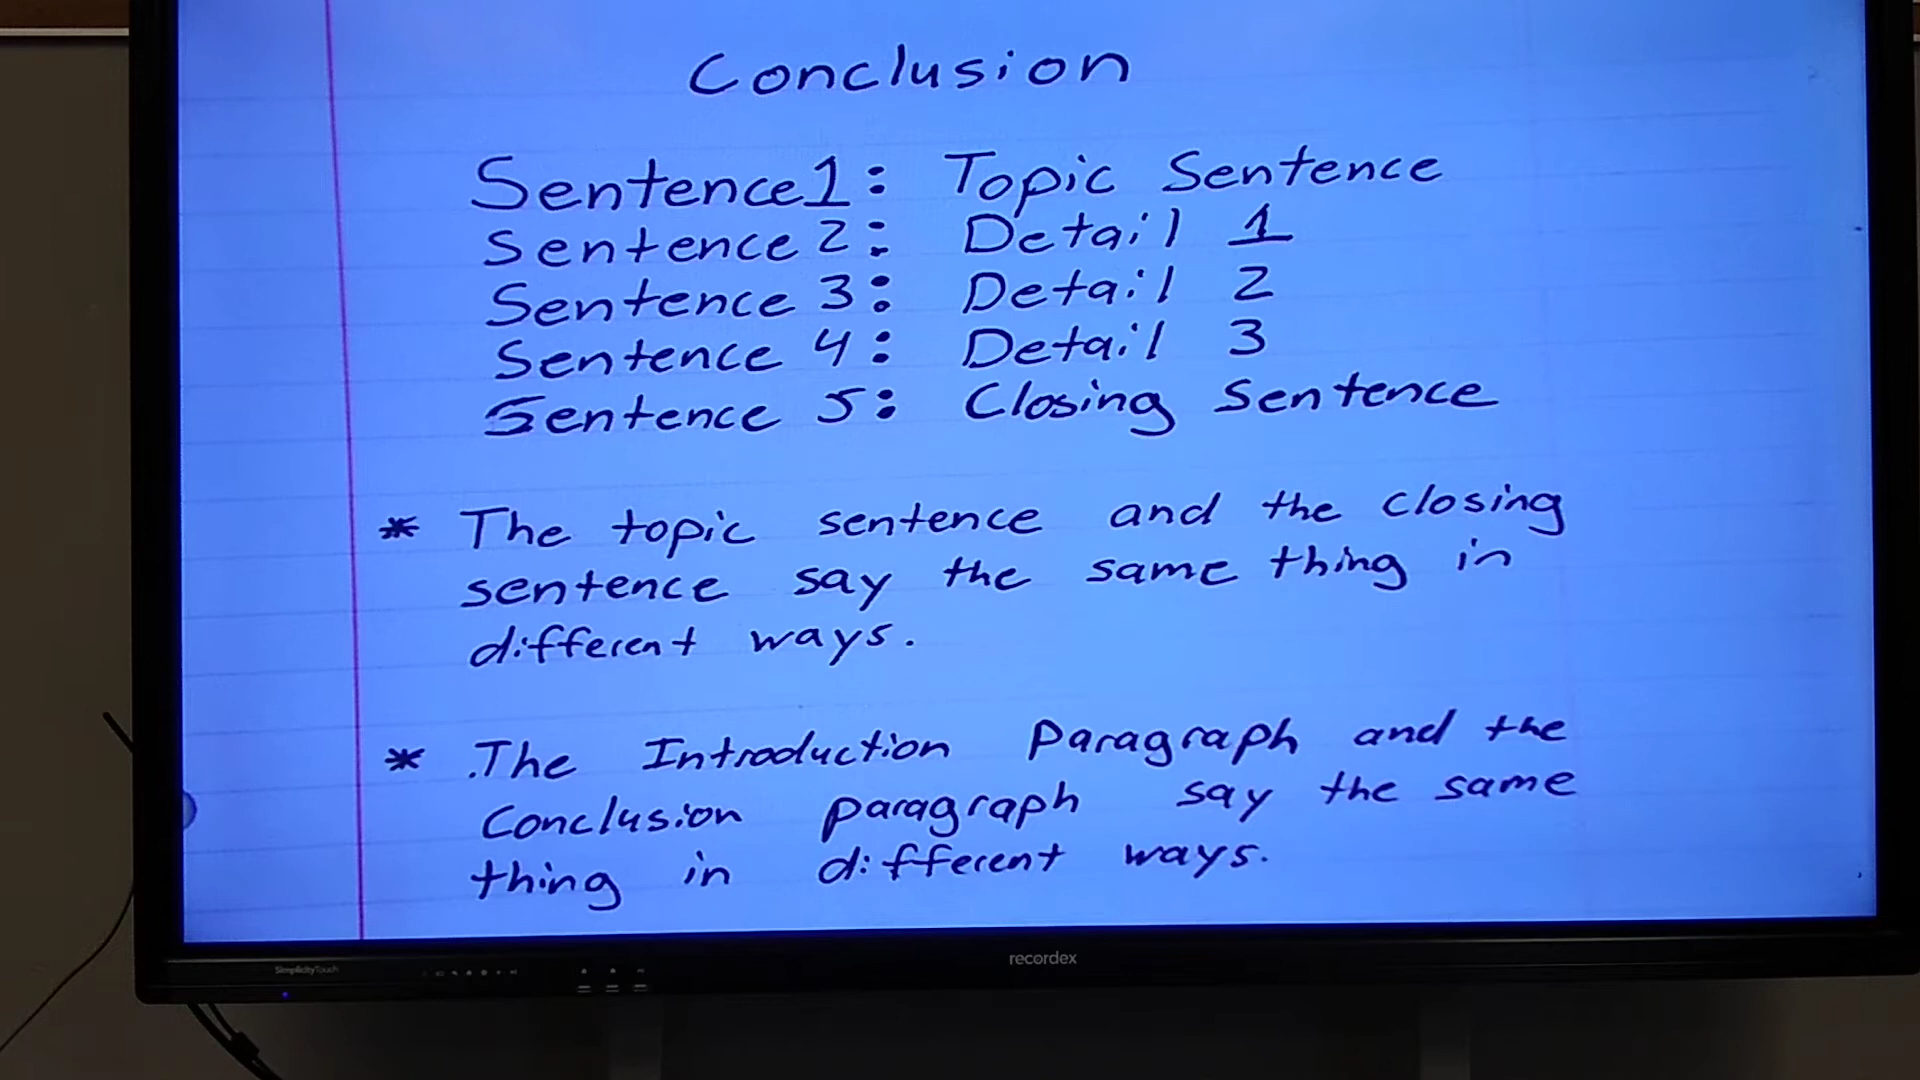 Conclusion
Sentence 1: Topic Sentence
Sentence 2: Detail 1
Sentence 3: Detail 2
Sentence 4: Detail 3
Sentence 5: Closing Sentence
* The topic sentence and the closing
sentence say the same thing in
different ways.
* .The Introduction Paragraph and the
Conclusion paragraph say the same
thing in different ways.
recordex
SimplicityTouch